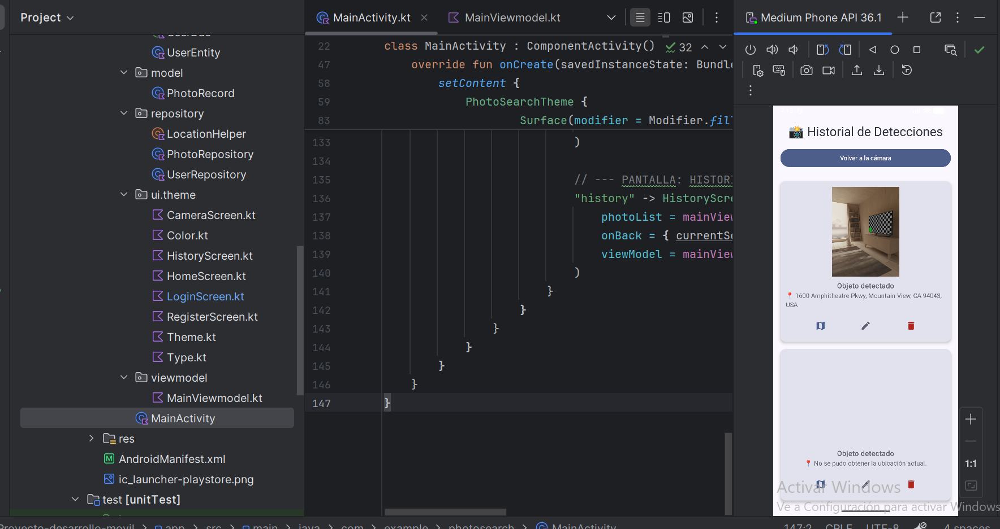 Project
UserEntity
model
PhotoRecord
repository
LocationHelper
PhotoRepository
UserRepository
ui.theme
CameraScreen.kt
Color.kt
HistoryScreen.kt
HomeScreen.kt
LoginScreen.kt
RegisterScreen.kt
Theme.kt
Type.kt
viewmodel
MainViewmodel.kt
MainActivity
res
AndroidManifest.xml
ic_launcher-playstore.png
test [unitTest]
MainActivity.kt
MainViewmodel.kt
22 class MainActivity : ComponentActivity()
32
47 override fun onCreate(savedInstanceState: Bundle
58 setContent {
59 PhotoSearchTheme {
83 Surface(modifier = Modifier.fill
133 )
134
135 // --- PANTALLA: HISTORI
136 "history" -> HistoryScre
137 photoList = mainView
138 onBack = { currentSc
139 viewModel = mainView
140 )
141 }
142 }
143 }
144 }
145 }
146 }
147 }
Medium Phone API 36.1
📸 Historial de Detecciones
Volver a la cámara
Objeto detectado
📍 1600 Amphitheatre Pkwy, Mountain View, CA 94043,
USA
Objeto detectado
📍 No se pudo obtener la ubicación actual.
1:1
Activar Windows
Ve a Configuración para activar Windows
Proyecto-desarrollo-movil > app > src > main > java > com > example > photosearch > MainActivity
147:2 CRLF UTF-8 4 spaces